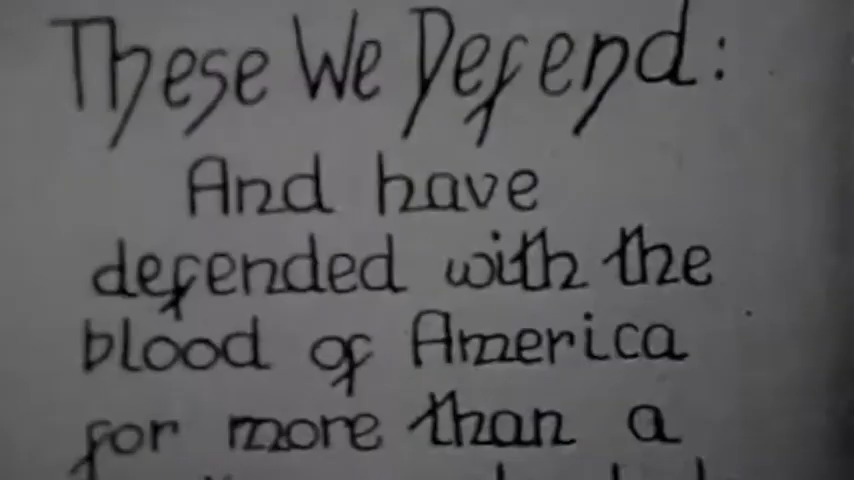 These We Defend:
And have
defended with the
blood of America
for more than a